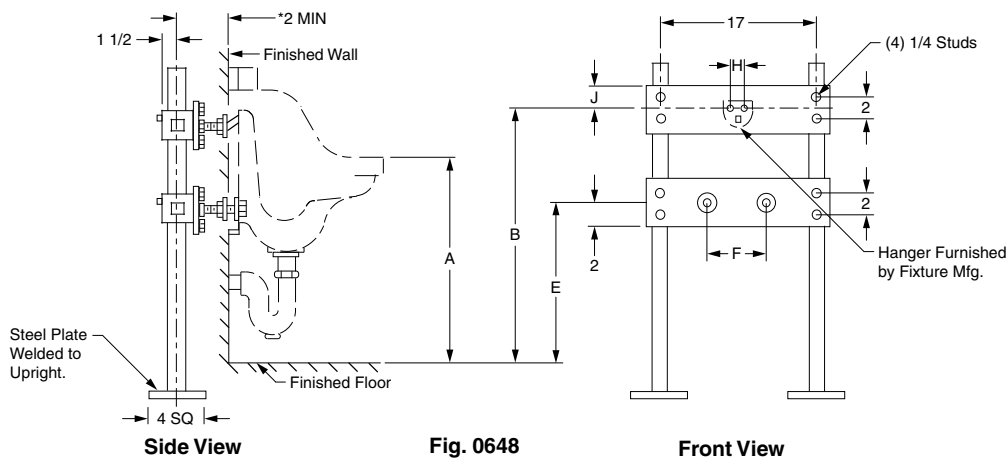 *2 MIN
1 1/2
Finished Wall
17
(4) 1/4 Studs
H
J
2
A
B
E
F
2
2
Hanger Furnished
by Fixture Mfg.
Steel Plate
Welded to
Upright.
4 SQ
Finished Floor
Side View
Fig. 0648
Front View